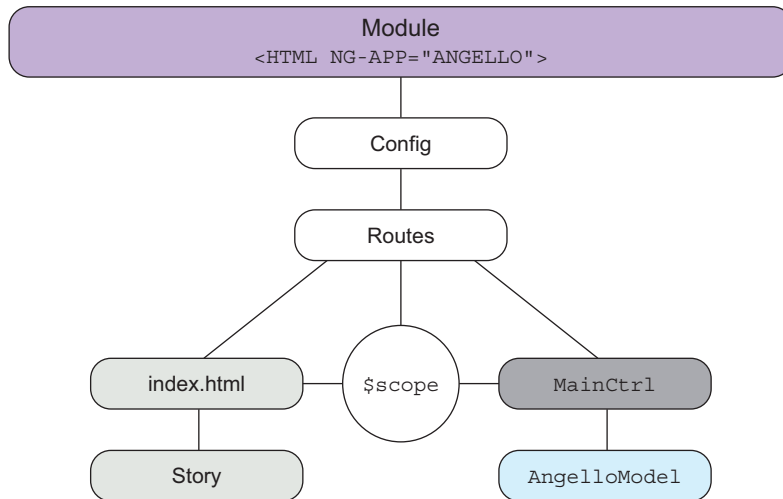 Module
<HTML NG-APP="ANGELLO">
Config
Routes
index.html
$scope
MainCtrl
Story
AngelloModel